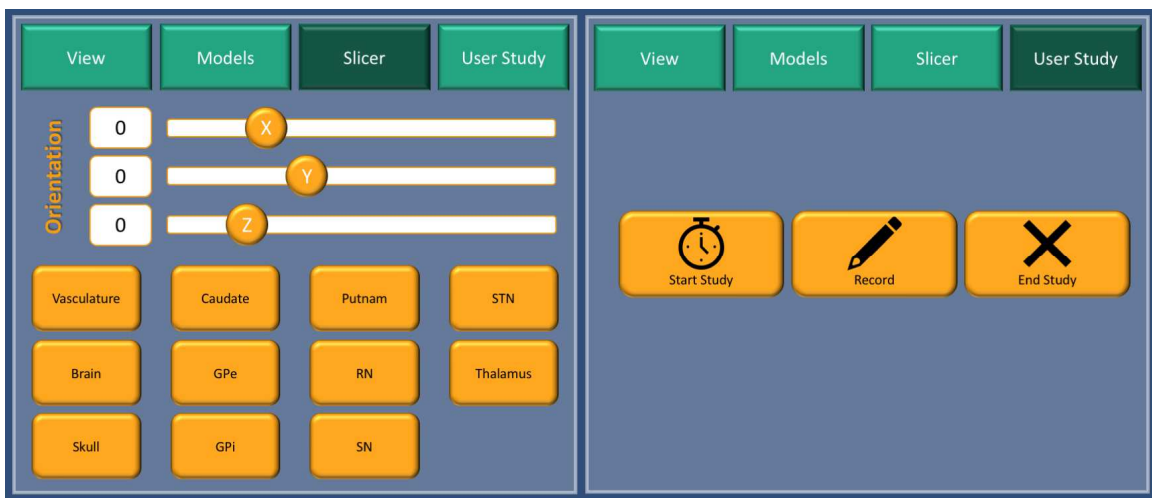 View Models Slicer User Study
Orientation
0 X
0 Y
0 Z
Vasculature Caudate Putnam STN
Brain GPe RN Thalamus
Skull GPi SN
View Models Slicer User Study
Start Study Record End Study